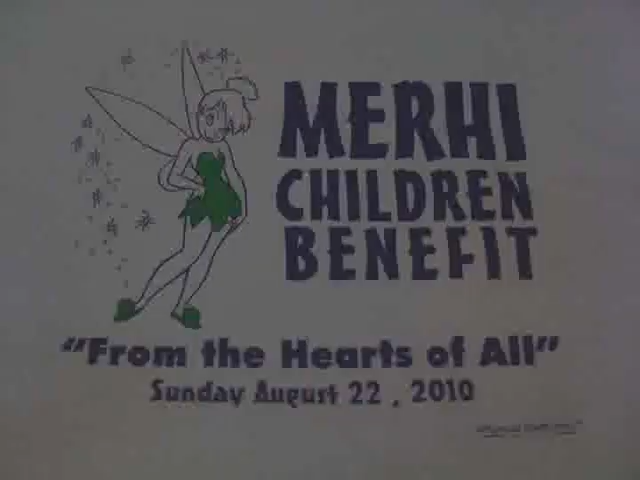 MERHI
CHILDREN
BENEFIT
"From the Hearts of All"
Sunday August 22 , 2010